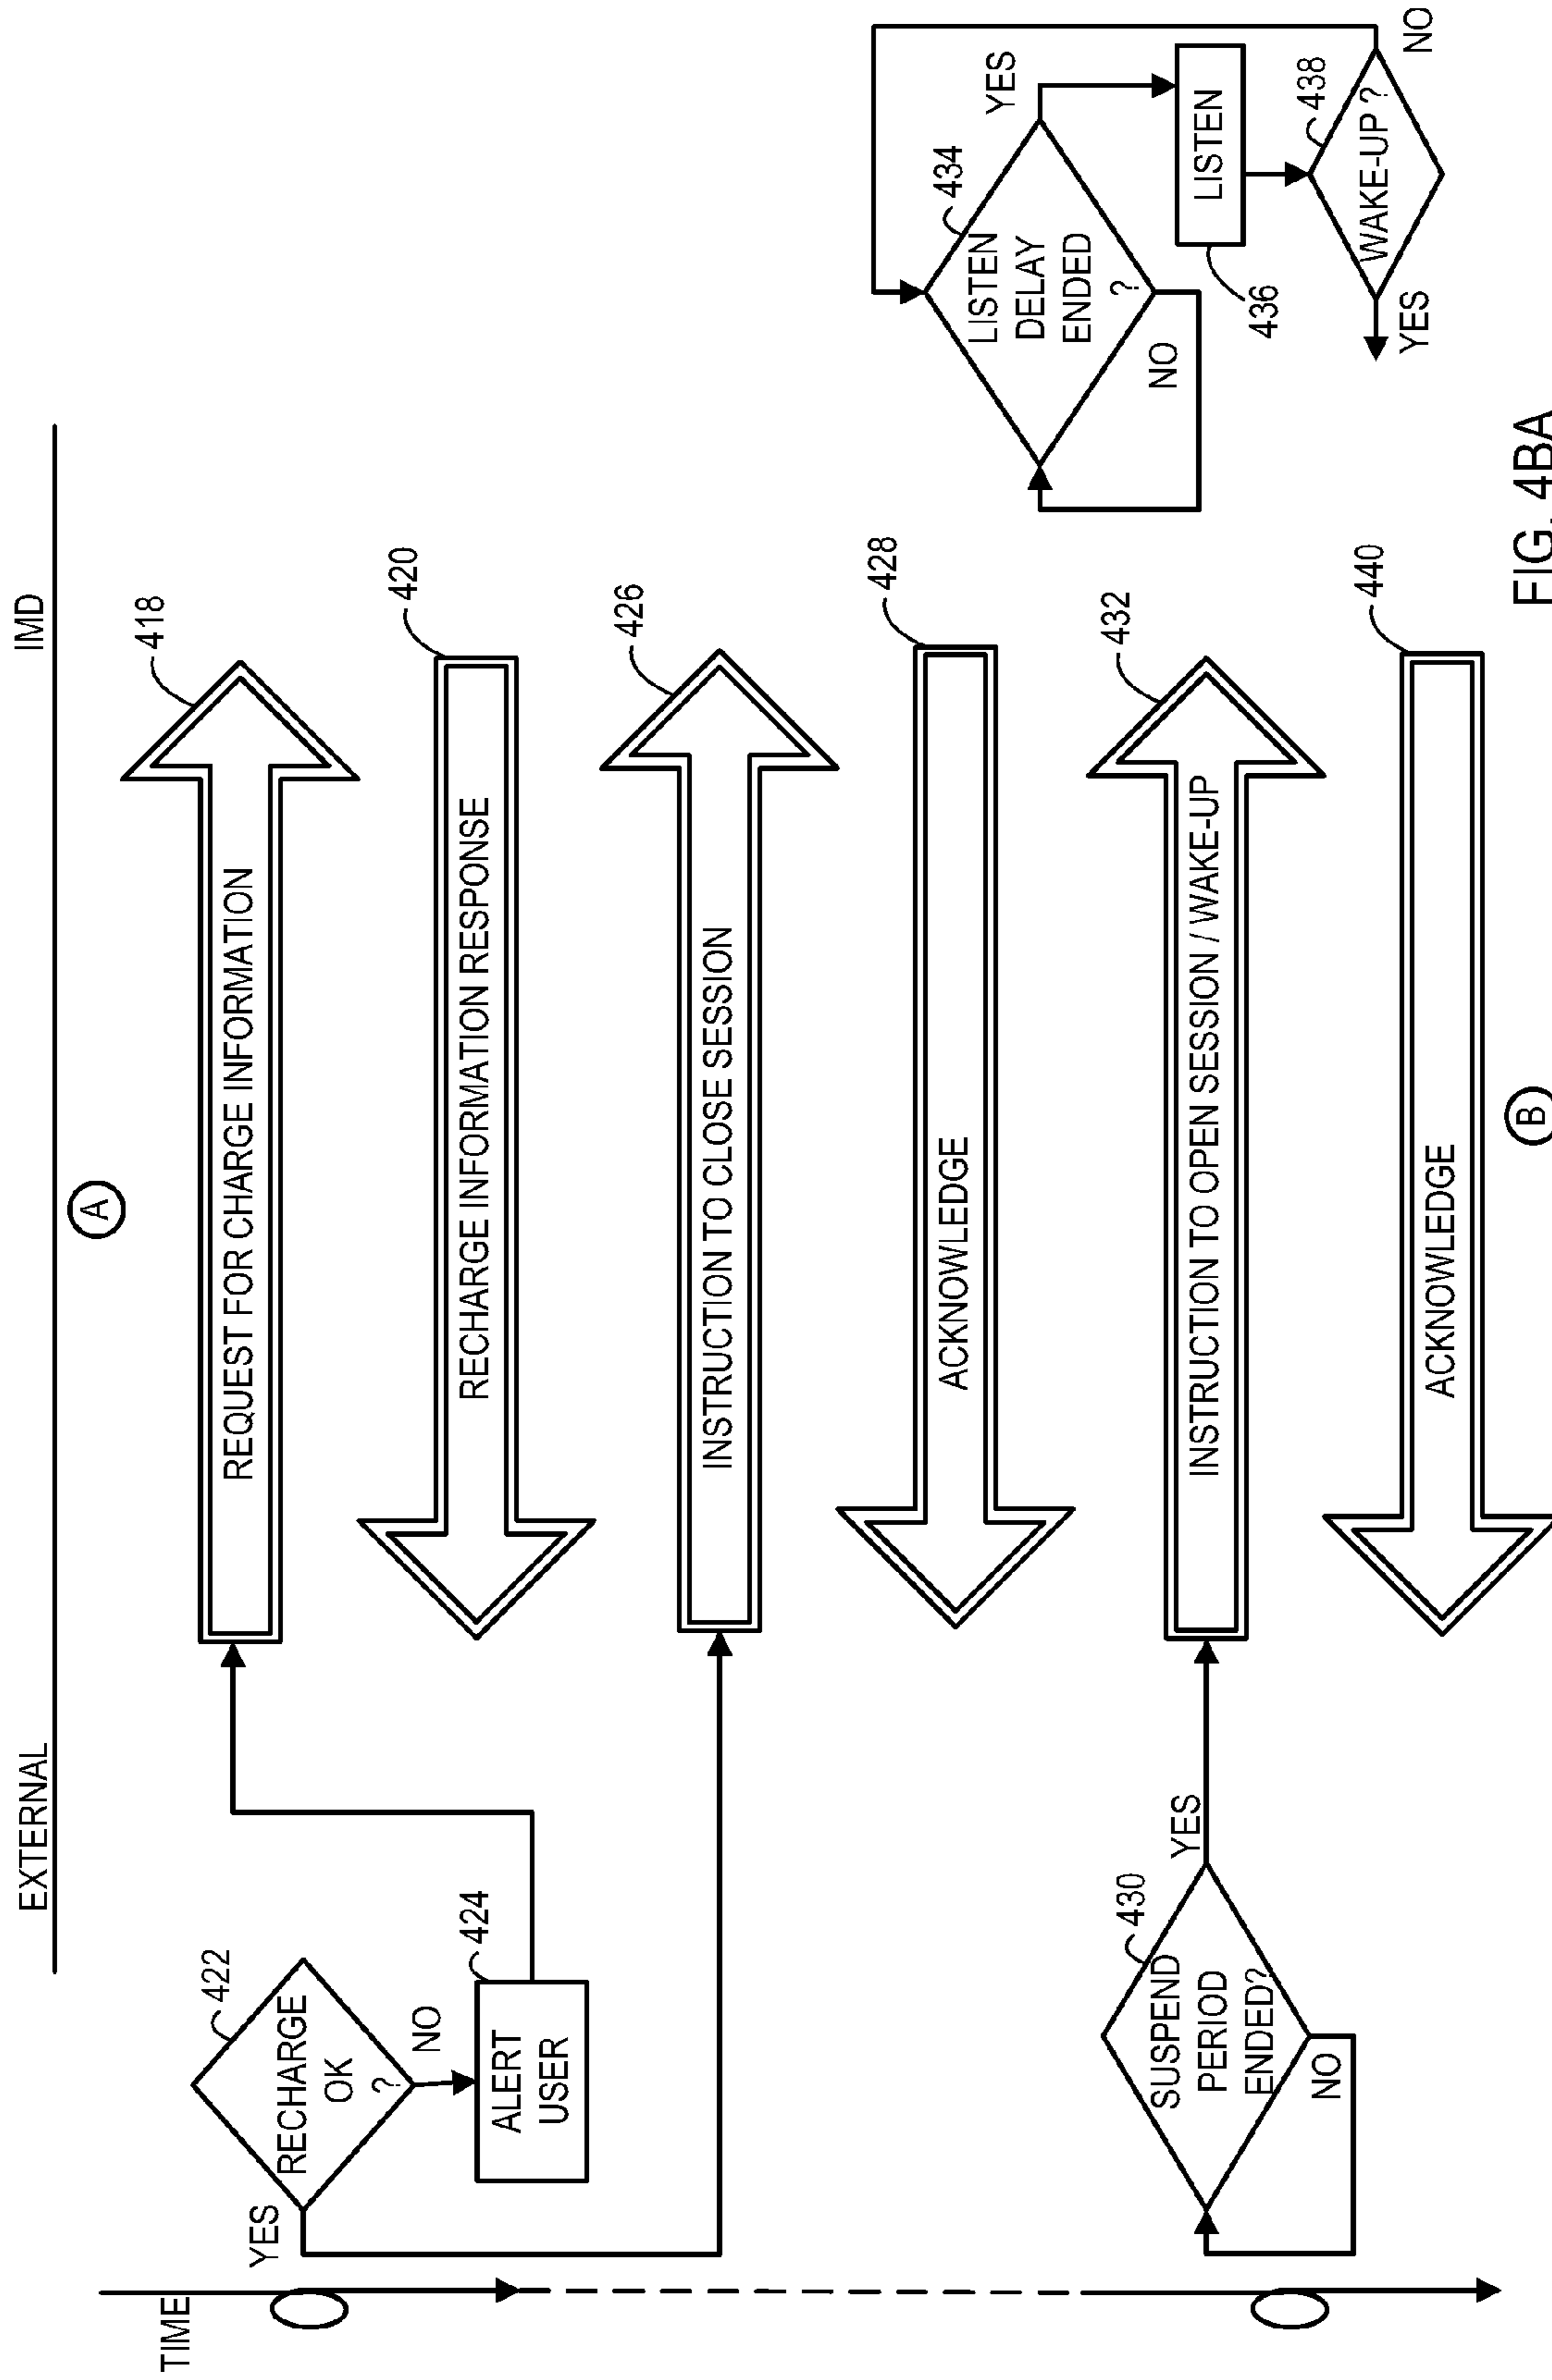 EXTERNAL
IMD
TIME
A
418
REQUEST FOR CHARGE INFORMATION
YES
422
RECHARGE
OK
?
NO
420
RECHARGE INFORMATION RESPONSE
424
ALERT
USER
426
INSTRUCTION TO CLOSE SESSION
428
ACKNOWLEDGE
434
LISTEN
DELAY
ENDED
?
YES
NO
430
SUSPEND
PERIOD
ENDED?
YES
NO
432
INSTRUCTION TO OPEN SESSION / WAKE-UP
LISTEN
436
438
WAKE-UP ?
YES
NO
440
ACKNOWLEDGE
B
FIG. 4BA